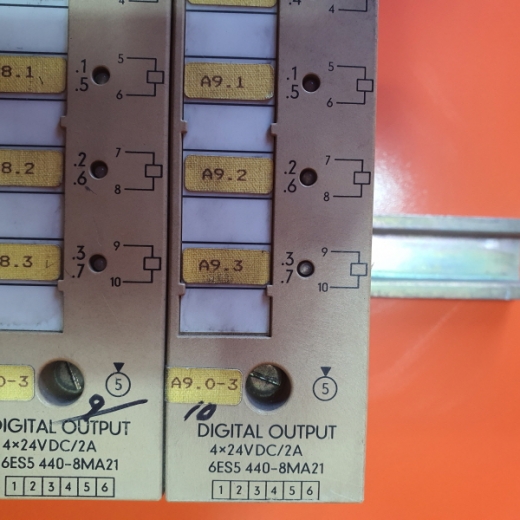 .4
4
4
8.1
.1
.5
5
6
A9.1
.1
.5
5
6
8.2
.2
.6
7
8
A9.2
.2
.6
7
8
8.3
.3
.7
9
10
A9.3
.3
.7
9
10
0-3
5
A9.0-3
5
9
10
DIGITAL OUTPUT
4×24VDC/2A
6ES5 440-8MA21
1 2 3 4 5 6
DIGITAL OUTPUT
4×24VDC/2A
6ES5 440-8MA21
1 2 3 4 5 6